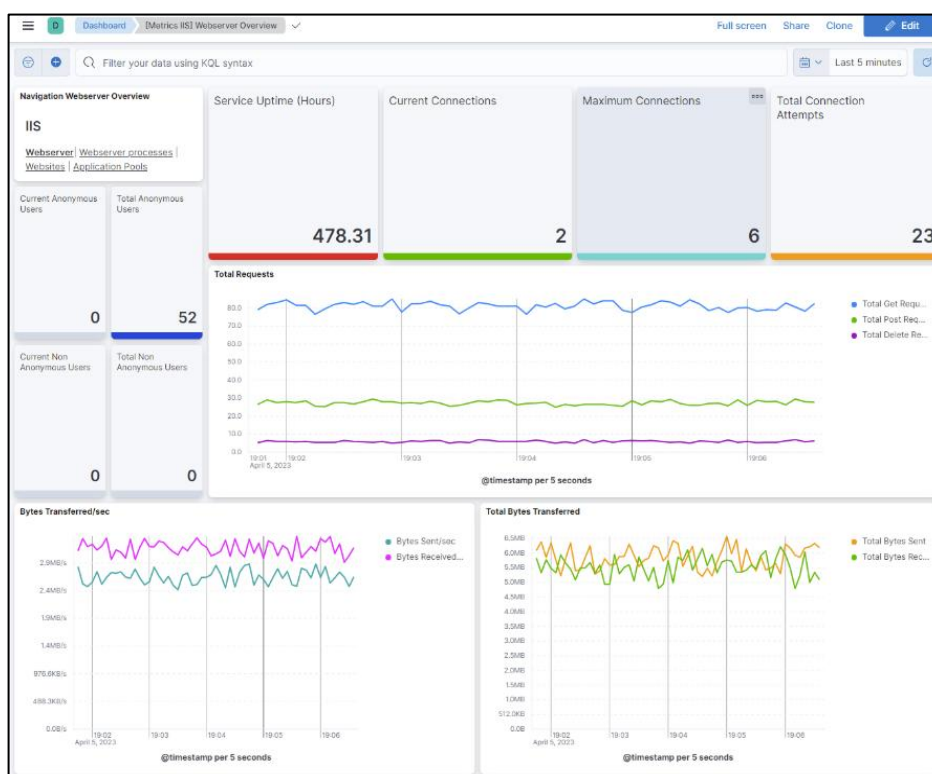 D Dashboard [Metrics IIS] Webserver Overview Full screen Share Clone Edit
Filter your data using KQL syntax Last 5 minutes
Navigation Webserver Overview
IIS
Webserver | Webserver processes |
Websites | Application Pools
Service Uptime (Hours)
478.31
Current Connections
2
Maximum Connections
6
Total Connection
Attempts
23
Current Anonymous
Users
0
Total Anonymous
Users
52
Current Non
Anonymous Users
0
Total Non
Anonymous Users
0
Total Requests
80.0
70.0
60.0
50.0
40.0
30.0
20.0
10.0
0.0
19:01 19:02 19:03 19:04 19:05 19:06
April 5, 2023
@timestamp per 5 seconds
Total Get Requ...
Total Post Req...
Total Delete Re...
Bytes Transferred/sec
2.9MB/s
2.4MB/s
1.9MB/s
1.4MB/s
976.6KB/s
488.3KB/s
0.0B/s
19:02 19:03 19:04 19:05 19:06
April 5, 2023
@timestamp per 5 seconds
Bytes Sent/sec
Bytes Received...
Total Bytes Transferred
6.5MB
6.0MB
5.5MB
5.0MB
4.5MB
4.0MB
3.5MB
3.0MB
2.5MB
2.0MB
1.5MB
1.0MB
512.0KB
0.0B
19:02 19:03 19:04 19:05 19:06
April 5, 2023
@timestamp per 5 seconds
Total Bytes Sent
Total Bytes Rec...